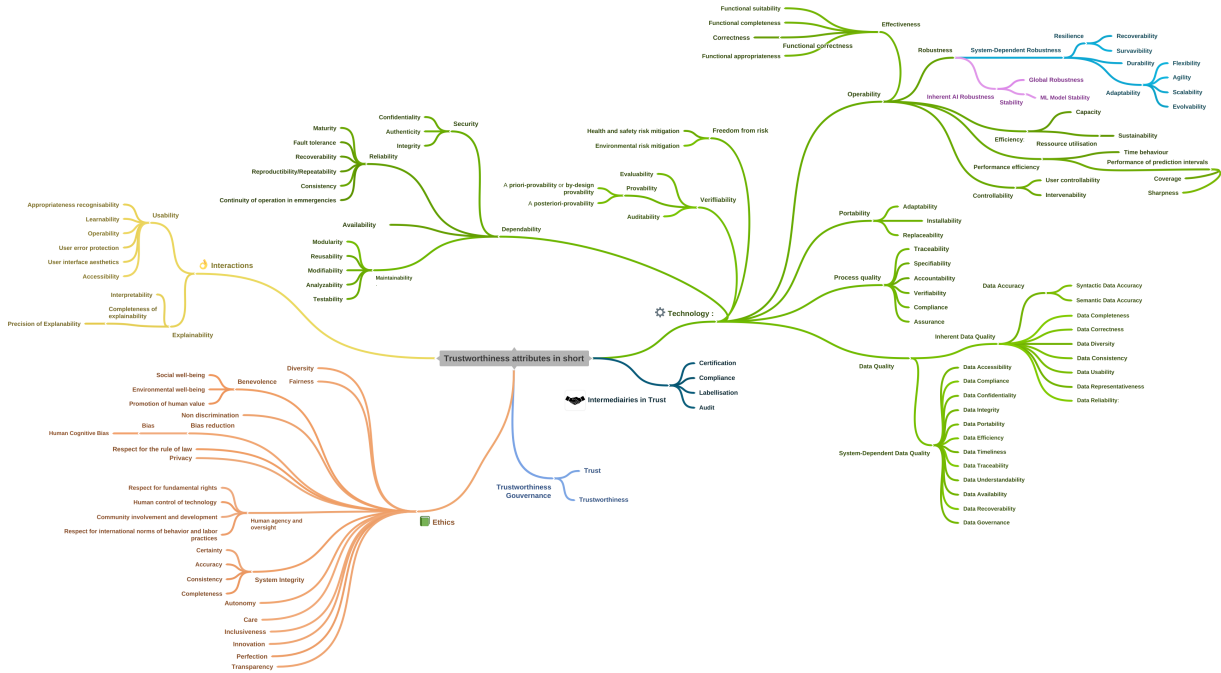 Trustworthiness attributes in short
Technology :
Operability
Effectiveness
Functional suitability
Functional completeness
Correctness
Functional correctness
Functional appropriateness
Robustness
System-Dependent Robustness
Resilience
Recoverability
Survavibility
Durability
Adaptability
Flexibility
Agility
Scalability
Evolvability
Inherent AI Robustness
Global Robustness
Stability
ML Model Stability
Efficiency
Capacity
Ressource utilisation
Sustainability
Performance efficiency
Time behaviour
Performance of prediction intervals
Coverage
Sharpness
Controllability
User controllability
Intervenability
Portability
Adaptability
Installability
Replaceability
Process quality
Traceability
Specifiability
Accountability
Verifiability
Compliance
Assurance
Data Quality
Inherent Data Quality
Data Accuracy
Syntactic Data Accuracy
Semantic Data Accuracy
Data Completeness
Data Correctness
Data Diversity
Data Consistency
Data Usability
Data Representativeness
Data Reliability:
System-Dependent Data Quality
Data Accessibility
Data Compliance
Data Confidentiality
Data Integrity
Data Portability
Data Efficiency
Data Timeliness
Data Traceability
Data Understandability
Data Availability
Data Recoverability
Data Governance
Freedom from risk
Health and safety risk mitigation
Environmental risk mitigation
Verifliability
Evaluability
Provability
A priori-provability or by-design
provability
A posteriori-provability
Auditability
Dependability
Security
Confidentiality
Authenticity
Integrity
Reliability
Maturity
Fault tolerance
Recoverability
Reproductibility/Repeatability
Consistency
Continuity of operation in emmergencies
Availability
Maintainability
Modularity
Reusability
Modifiability
Analyzability
Testability
Intermediairies in Trust
Certification
Compliance
Labellisation
Audit
Trustworthiness
Gouvernance
Trust
Trustworthiness
Interactions
Usability
Appropriateness recognisability
Learnability
Operability
User error protection
User interface aesthetics
Accessibility
Explainability
Interpretability
Completeness of
explainability
Precision of Explanability
Ethics
Diversity
Fairness
Benevolence
Social well-being
Environmental well-being
Promotion of human value
Non discrimination
Bias reduction
Bias
Human Cognitive Bias
Respect for the rule of law
Privacy
Human agency and
oversight
Respect for fundamental rights
Human control of technology
Community involvement and development
Respect for international norms of behavior and labor
practices
System Integrity
Certainty
Accuracy
Consistency
Completeness
Autonomy
Care
Inclusiveness
Innovation
Perfection
Transparency